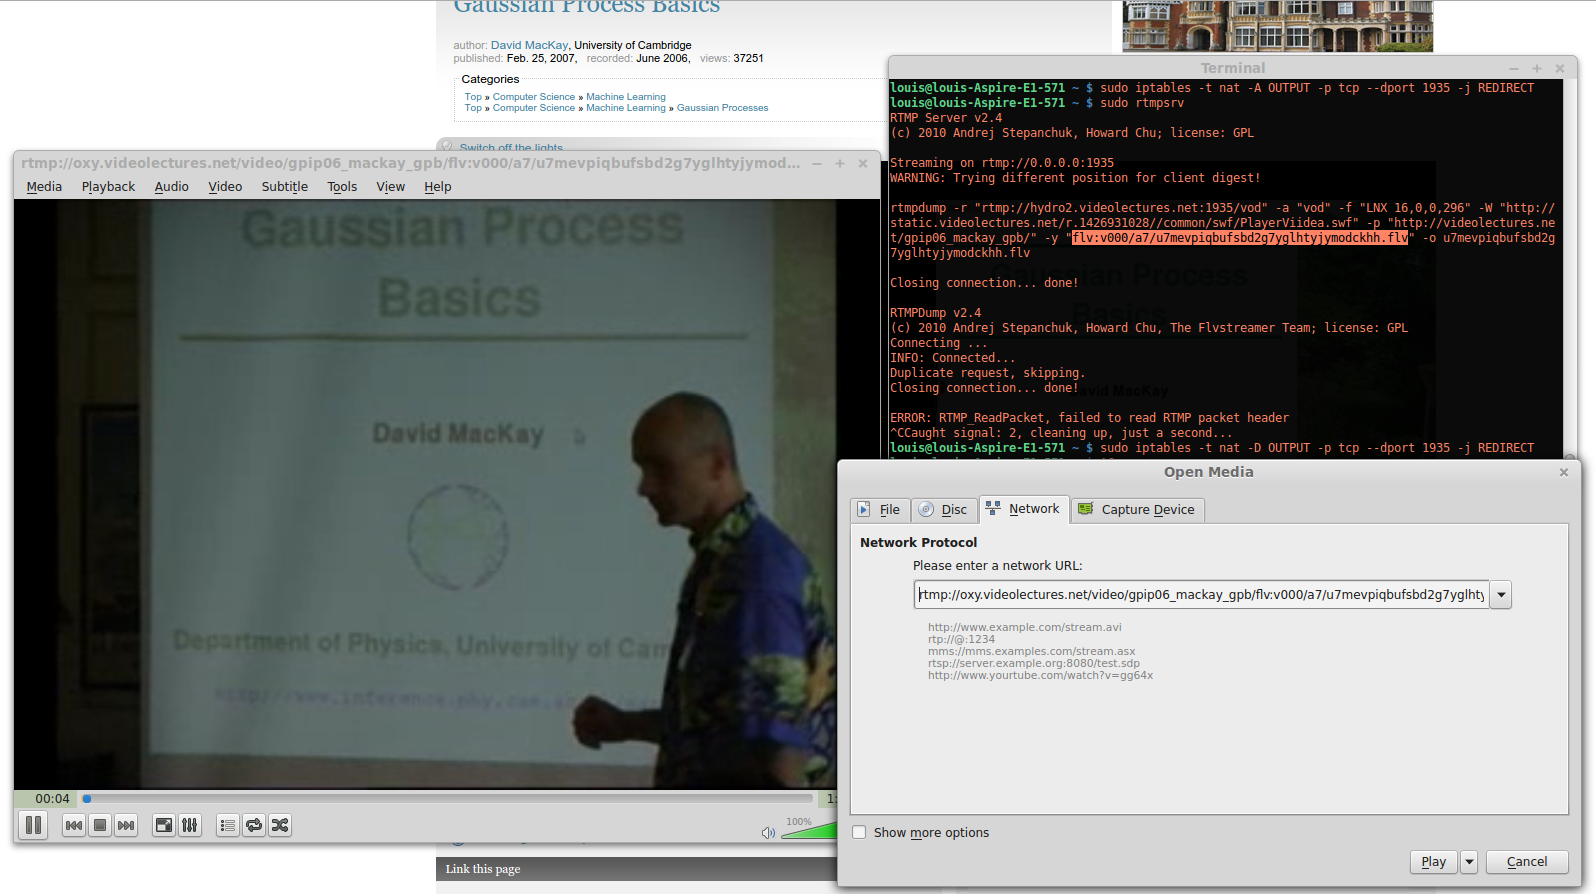 Gaussian Process Basics
author: David MacKay, University of Cambridge
published: Feb. 25, 2007, recorded: June 2006, views: 37251
Categories
Top » Computer Science » Machine Learning
Top » Computer Science » Machine Learning » Gaussian Processes
Switch off the lights
rtmp://oxy.videolectures.net/video/gpip06_mackay_gpb/flv:v000/a7/u7mevpiqbufsbd2g7yglhtyjymod...
Media Playback Audio Video Subtitle Tools View Help
Gaussian Process
Basics
David MacKay
Department of Physics, University of Cam
00:04
1:
100%
Link this page
Terminal
louis@louis-Aspire-E1-571 ~ $ sudo iptables -t nat -A OUTPUT -p tcp --dport 1935 -j REDIRECT
louis@louis-Aspire-E1-571 ~ $ sudo rtmpsrv
RTMP Server v2.4
(c) 2010 Andrej Stepanchuk, Howard Chu; license: GPL
Streaming on rtmp://0.0.0.0:1935
WARNING: Trying different position for client digest!
rtmpdump -r "rtmp://hydro2.videolectures.net:1935/vod" -a "vod" -f "LNX 16,0,0,296" -W "http://
static.videolectures.net/r.1426931028//common/swf/PlayerViidea.swf" -p "http://videolectures.ne
t/gpip06_mackay_gpb/" -y "flv:v000/a7/u7mevpiqbufsbd2g7yglhtyjymodckhh.flv" -o u7mevpiqbufsbd2g
7yglhtyjymodckhh.flv
Closing connection... done!
RTMPDump v2.4
(c) 2010 Andrej Stepanchuk, Howard Chu, The Flvstreamer Team; license: GPL
Connecting ...
INFO: Connected...
Duplicate request, skipping.
Closing connection... done!
ERROR: RTMP_ReadPacket, failed to read RTMP packet header
^CCaught signal: 2, cleaning up, just a second...
louis@louis-Aspire-E1-571 ~ $ sudo iptables -t nat -D OUTPUT -p tcp --dport 1935 -j REDIRECT
Gaussian Process
Basics
David MacKay
Open Media
File Disc Network Capture Device
Network Protocol
Please enter a network URL:
rtmp://oxy.videolectures.net/video/gpip06_mackay_gpb/flv:v000/a7/u7mevpiqbufsbd2g7yglhty
http://www.example.com/stream.avi
rtp://@:1234
mms://mms.examples.com/stream.asx
rtsp://server.example.org:8080/test.sdp
http://www.yourtube.com/watch?v=gg64x
Show more options
Play Cancel